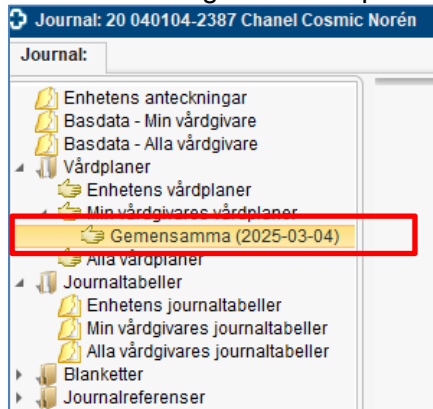 Journal: 20 040104-2387 Chanel Cosmic Norén
Journal:
Enhetens anteckningar
Basdata - Min vårdgivare
Basdata - Alla vårdgivare
Vårdplaner
Enhetens vårdplaner
Min vårdgivares vårdplaner
Gemensamma (2025-03-04)
Alla vårdplaner
Journaltabeller
Enhetens journaltabeller
Min vårdgivares journaltabeller
Alla vårdgivares journaltabeller
Blanketter
Journalreferenser